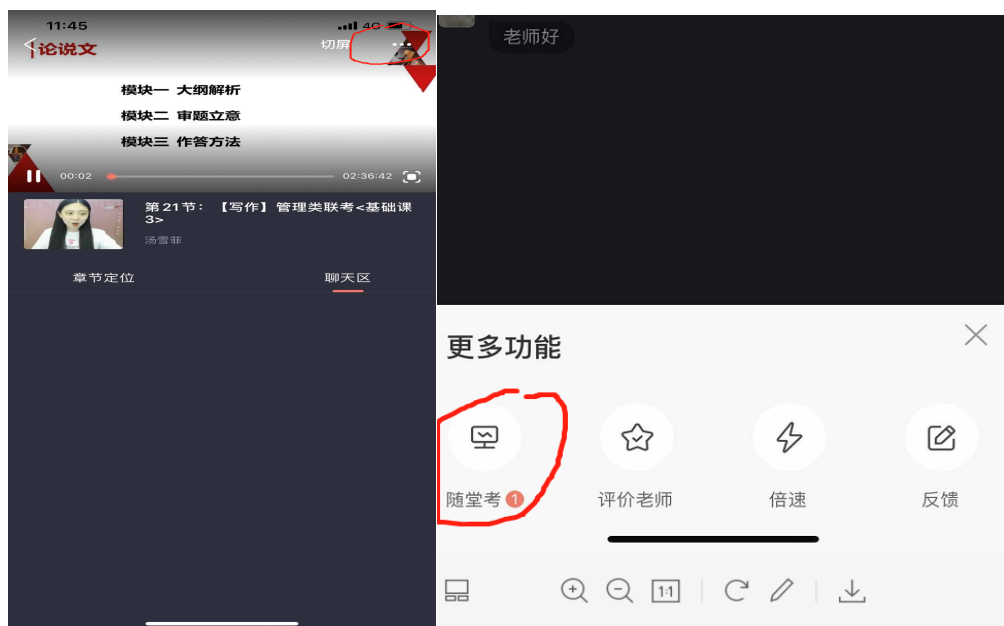 11:45
4G
论说文
切屏
模块一 大纲解析
模块二 审题立意
模块三 作答方法
00:02
02:36:42
第21节：【写作】管理类联考<基础课
3>
汤雪菲
章节定位
聊天区
老师好
更多功能
随堂考 1
评价老师
倍速
反馈
1:1